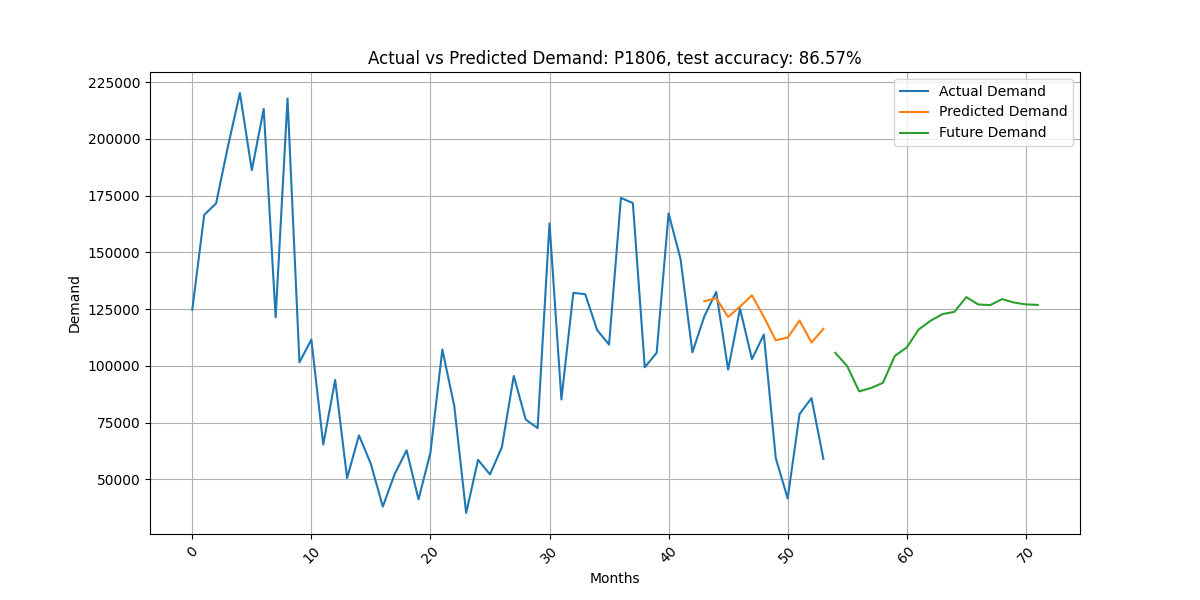 Actual vs Predicted Demand: P1806, test accuracy: 86.57%
Actual Demand
Predicted Demand
Future Demand
225000
200000
175000
150000
125000
100000
75000
50000
Demand
0
10
20
30
40
50
60
70
Months